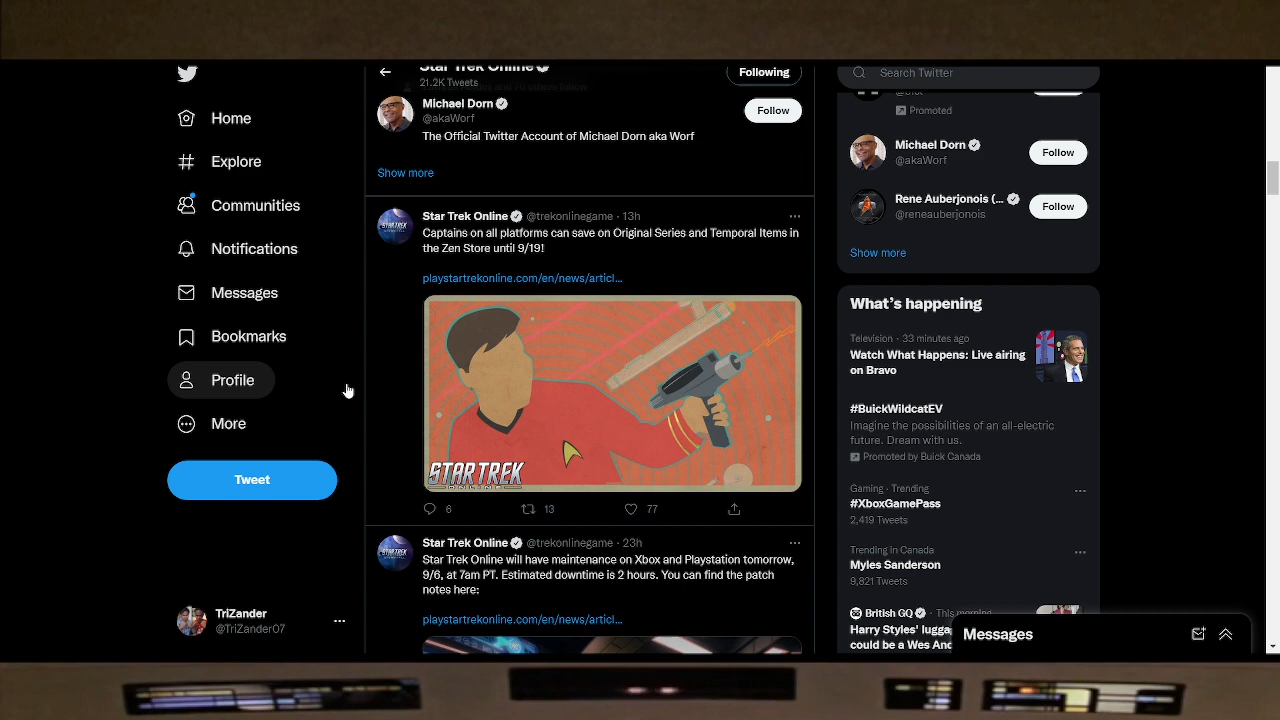 Home
Explore
Communities
Notifications
Messages
Bookmarks
Profile
More
Tweet
TriZander
@TriZander07
Star Trek Online
21.2K Tweets
Following
Michael Dorn
@akaWorf
Follow
The Official Twitter Account of Michael Dorn aka Worf
Show more
Star Trek Online @trekonlinegame · 13h
Captains on all platforms can save on Original Series and Temporal Items in
the Zen Store until 9/19!
playstartrekonline.com/en/news/articl...
STAR TREK
ONLINE
6
13
77
Star Trek Online @trekonlinegame · 23h
Star Trek Online will have maintenance on Xbox and Playstation tomorrow,
9/6, at 7am PT. Estimated downtime is 2 hours. You can find the patch
notes here:
playstartrekonline.com/en/news/articl...
Search Twitter
Promoted
Michael Dorn
@akaWorf
Follow
Rene Auberjonois (...
@reneauberjonois
Follow
Show more
What's happening
Television · 33 minutes ago
Watch What Happens: Live airing
on Bravo
#BuickWildcatEV
Imagine the possibilities of an all-electric
future. Dream with us.
Promoted by Buick Canada
Gaming · Trending
#XboxGamePass
2,419 Tweets
Trending in Canada
Myles Sanderson
9,821 Tweets
British GQ · This morning
Harry Styles' lugga
could be a Wes And
Messages